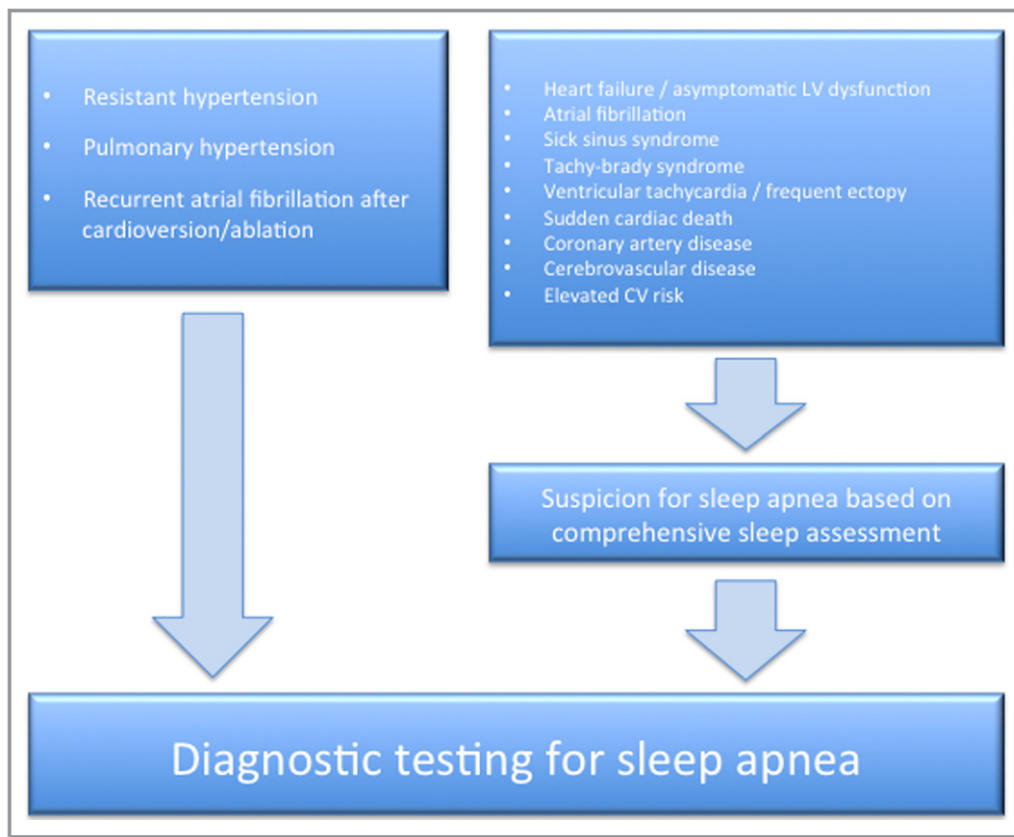 • Resistant hypertension
• Pulmonary hypertension
• Recurrent atrial fibrillation after
cardioversion/ablation
• Heart failure / asymptomatic LV dysfunction
• Atrial fibrillation
• Sick sinus syndrome
• Tachy-brady syndrome
• Ventricular tachycardia / frequent ectopy
• Sudden cardiac death
• Coronary artery disease
• Cerebrovascular disease
• Elevated CV risk
Suspicion for sleep apnea based on
comprehensive sleep assessment
Diagnostic testing for sleep apnea